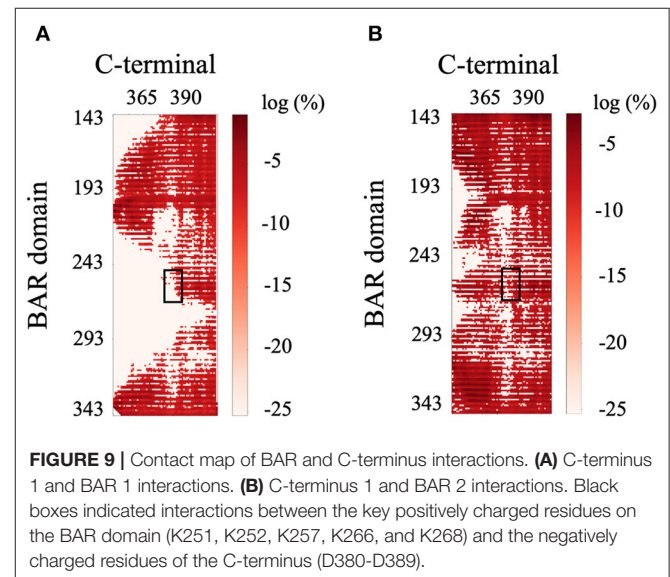 A
C-terminal
365 390
log (%)
143
193
243
293
343
BAR domain
-5
-10
-15
-20
-25
B
C-terminal
365 390
log (%)
143
193
243
293
343
BAR domain
-5
-10
-15
-20
-25
FIGURE 9 | Contact map of BAR and C-terminus interactions. (A) C-terminus
1 and BAR 1 interactions. (B) C-terminus 1 and BAR 2 interactions. Black
boxes indicated interactions between the key positively charged residues on
the BAR domain (K251, K252, K257, K266, and K268) and the negatively
charged residues of the C-terminus (D380-D389).